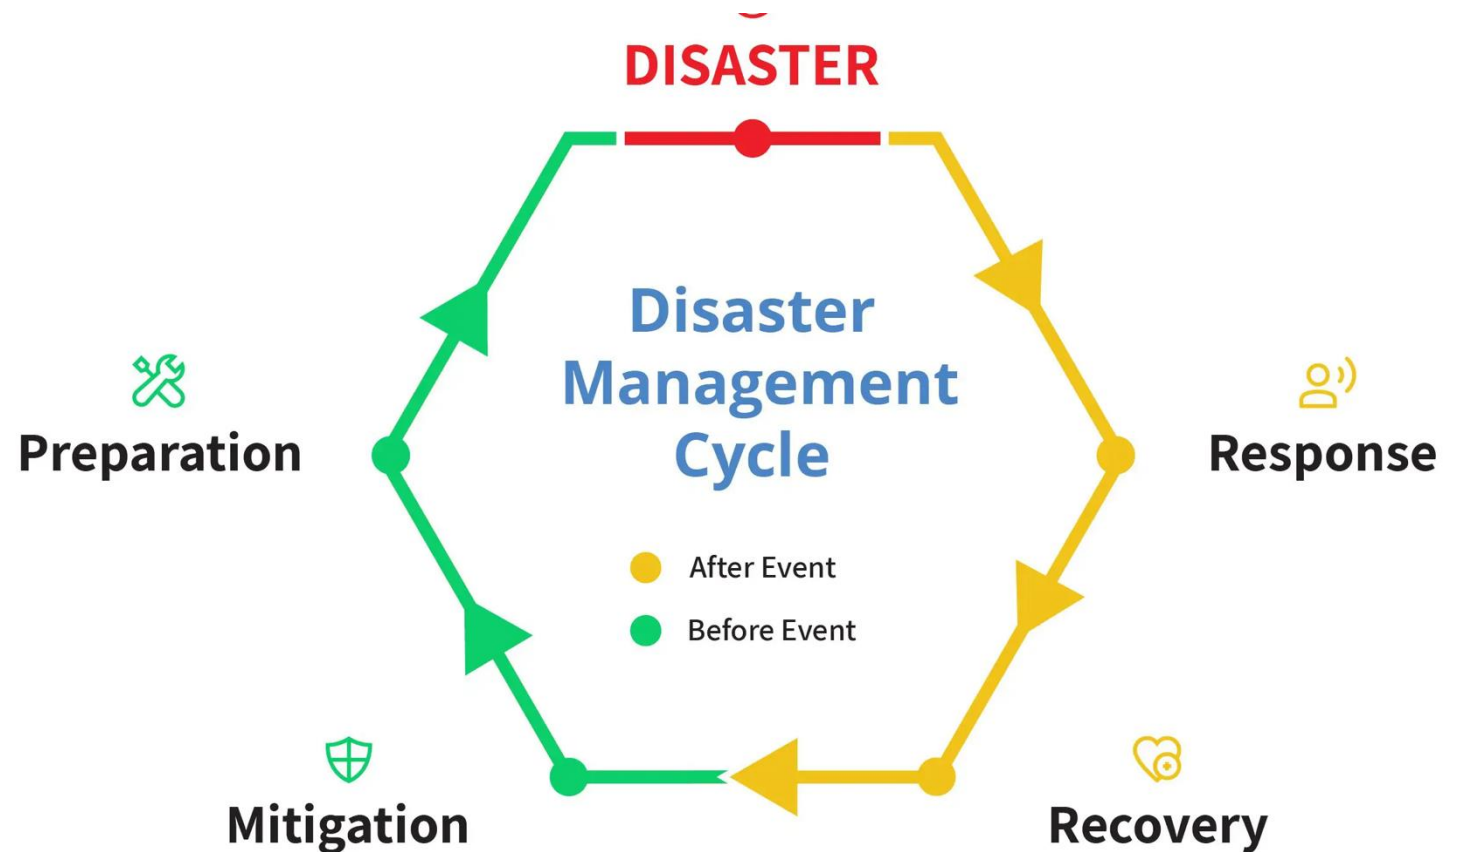 DISASTER
Disaster
Management
Cycle
Preparation
Response
After Event
Before Event
Mitigation
Recovery